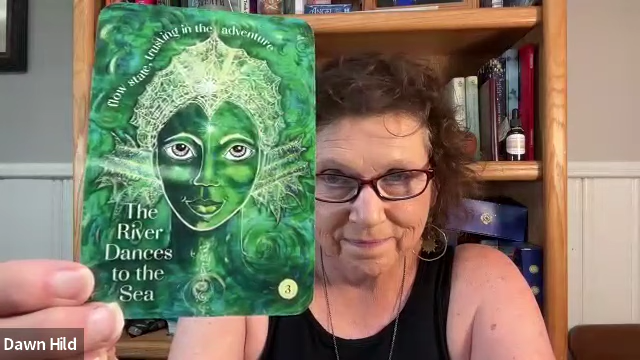 flow state, trusting in the adventure
The
River
Dances
to the
Sea
3
Dawn Hild